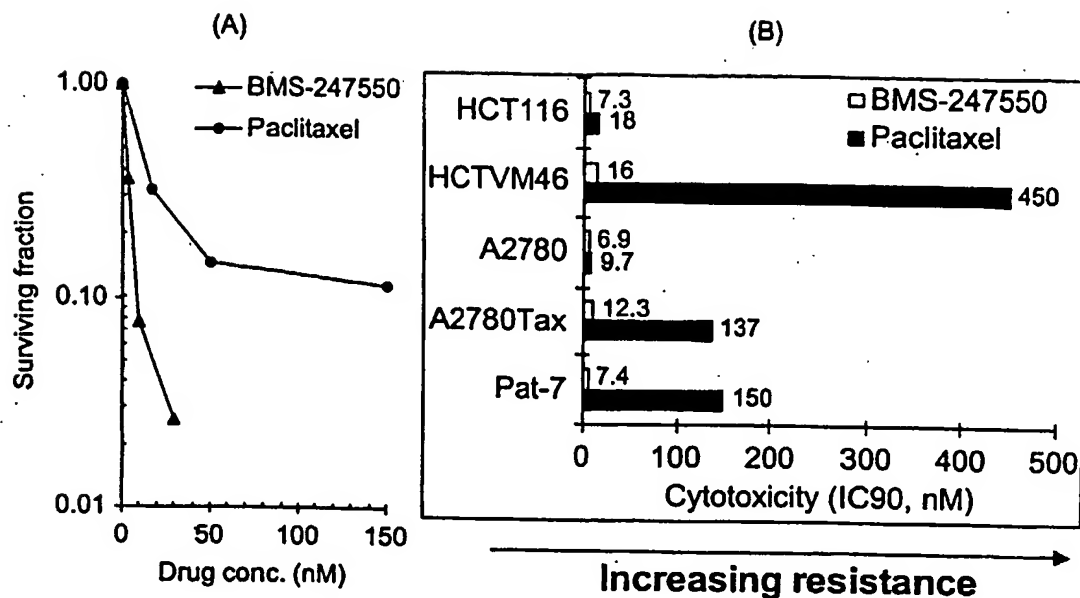 (A)
1.00
BMS-247550
Paclitaxel
Surviving fraction
0.10
0.01
0 50 100 150
Drug conc. (nM)
(B)
BMS-247550
Paclitaxel
HCT116 7.3
18
HCTVM46 16
450
A2780 6.9
9.7
A2780Tax 12.3
137
Pat-7 7.4
150
0 100 200 300 400 500
Cytotoxicity (IC90, nM)
Increasing resistance